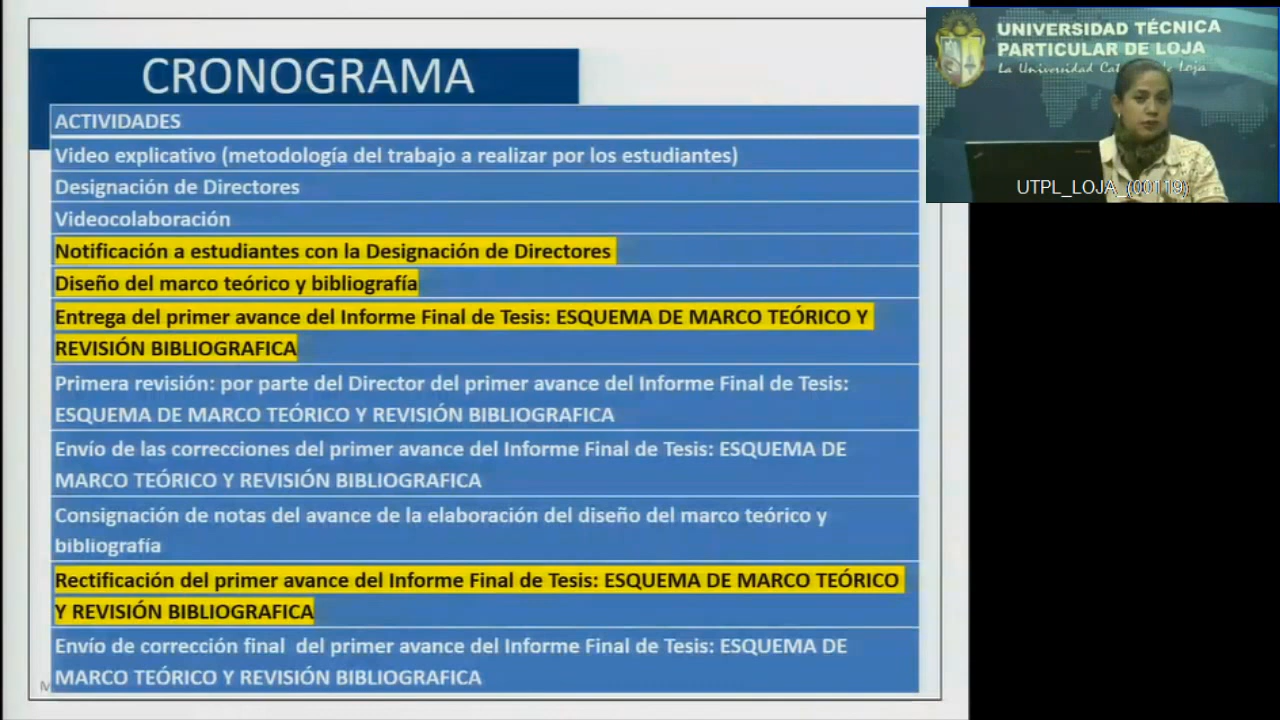 CRONOGRAMA
ACTIVIDADES
Video explicativo (metodología del trabajo a realizar por los estudiantes)
Designación de Directores
Videocolaboración
Notificación a estudiantes con la Designación de Directores
Diseño del marco teórico y bibliografía
Entrega del primer avance del Informe Final de Tesis: ESQUEMA DE MARCO TEÓRICO Y
REVISIÓN BIBLIOGRAFICA
Primera revisión: por parte del Director del primer avance del Informe Final de Tesis:
ESQUEMA DE MARCO TEÓRICO Y REVISIÓN BIBLIOGRAFICA
Envío de las correcciones del primer avance del Informe Final de Tesis: ESQUEMA DE
MARCO TEÓRICO Y REVISIÓN BIBLIOGRAFICA
Consignación de notas del avance de la elaboración del diseño del marco teórico y
bibliografía
Rectificación del primer avance del Informe Final de Tesis: ESQUEMA DE MARCO TEÓRICO
Y REVISIÓN BIBLIOGRAFICA
Envío de corrección final del primer avance del Informe Final de Tesis: ESQUEMA DE
MARCO TEÓRICO Y REVISIÓN BIBLIOGRAFICA
M
UNIVERSIDAD TÉCNICA
PARTICULAR DE LOJA
La Universidad Cat de Loja
UTPL_LOJA_(00119)